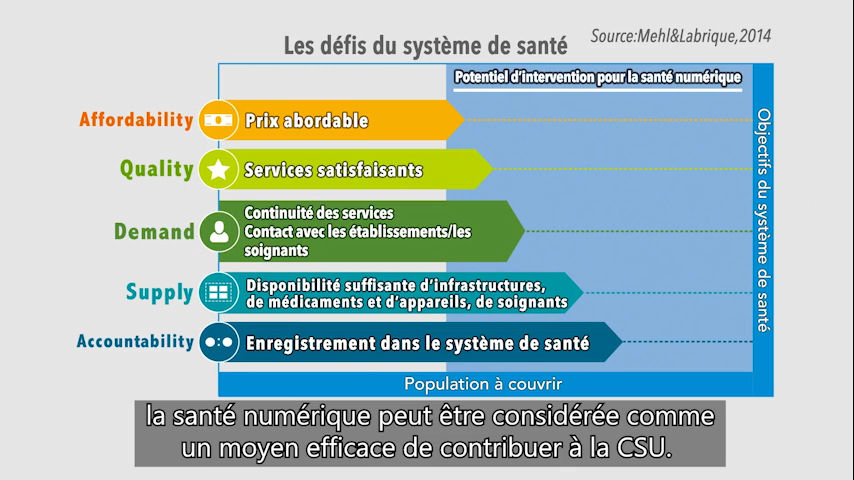 Les défis du système de santé
Source:Mehl&Labrique,2014
Potentiel d'intervention pour la santé numérique
Affordability
Prix abordable
Quality
Services satisfaisants
Demand
Continuité des services
Contact avec les établissements/les
soignants
Supply
Disponibilité suffisante d'infrastructures,
de médicaments et d'appareils, de soignants
Accountability
Enregistrement dans le système de santé
Objectifs du système de santé
Population à couvrir
la santé numérique peut être considérée comme
un moyen efficace de contribuer à la CSU.